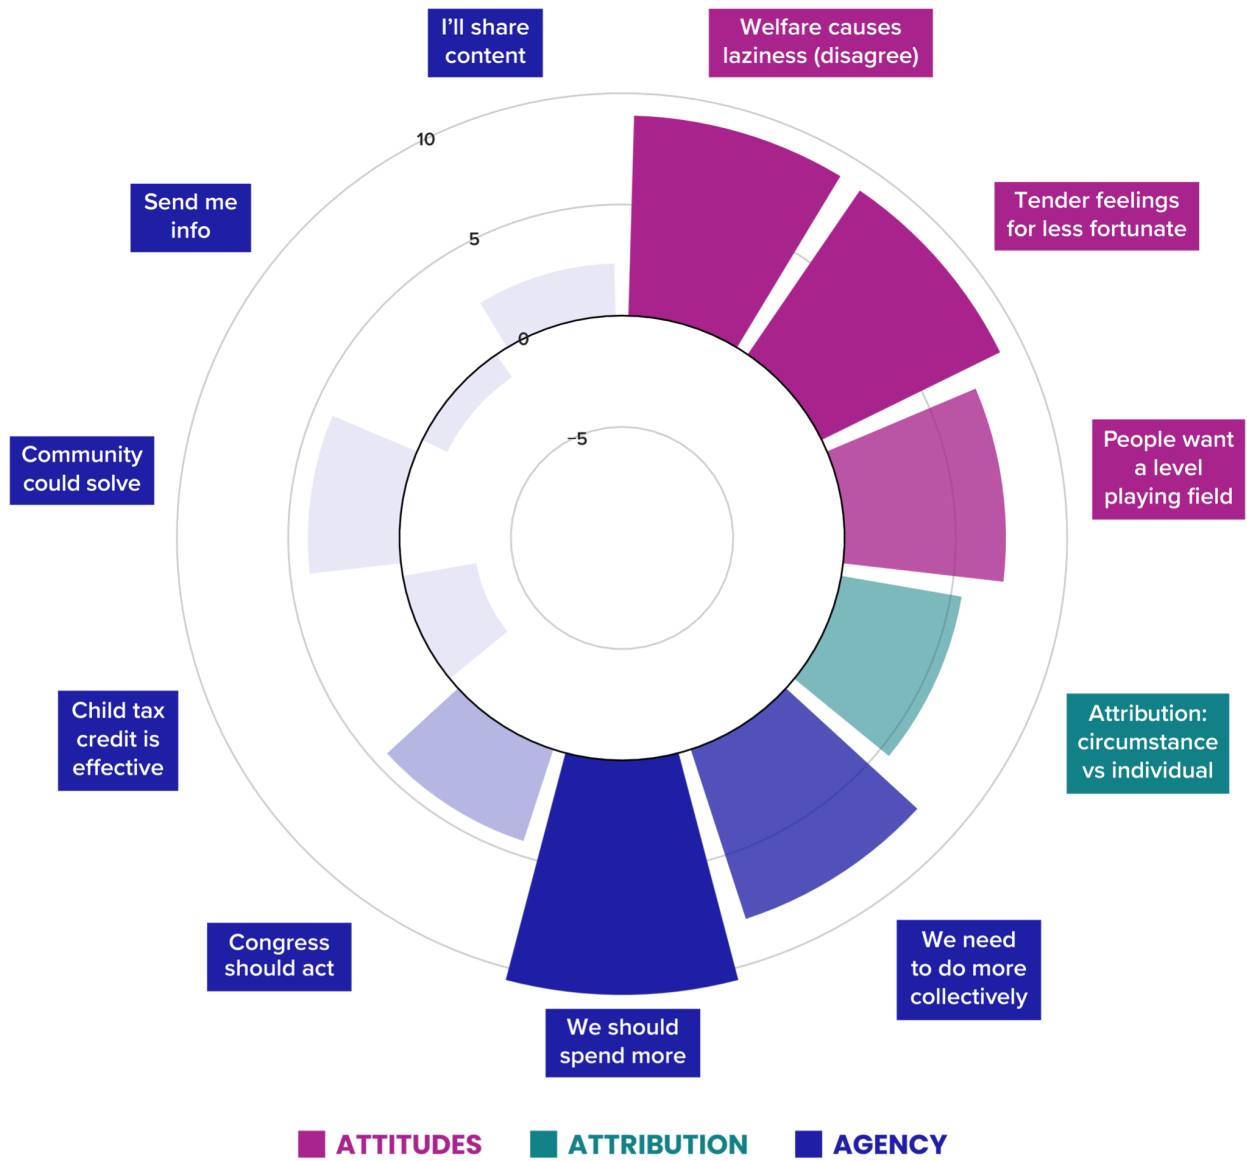 I'll share
content
Welfare causes
laziness (disagree)
10
Send me
info
Tender feelings
for less fortunate
5
0
People want
a level
playing field
Community
could solve
−5
Child tax
credit is
effective
Attribution:
circumstance
vs individual
Congress
should act
We need
to do more
collectively
We should
spend more
ATTITUDES
ATTRIBUTION
AGENCY